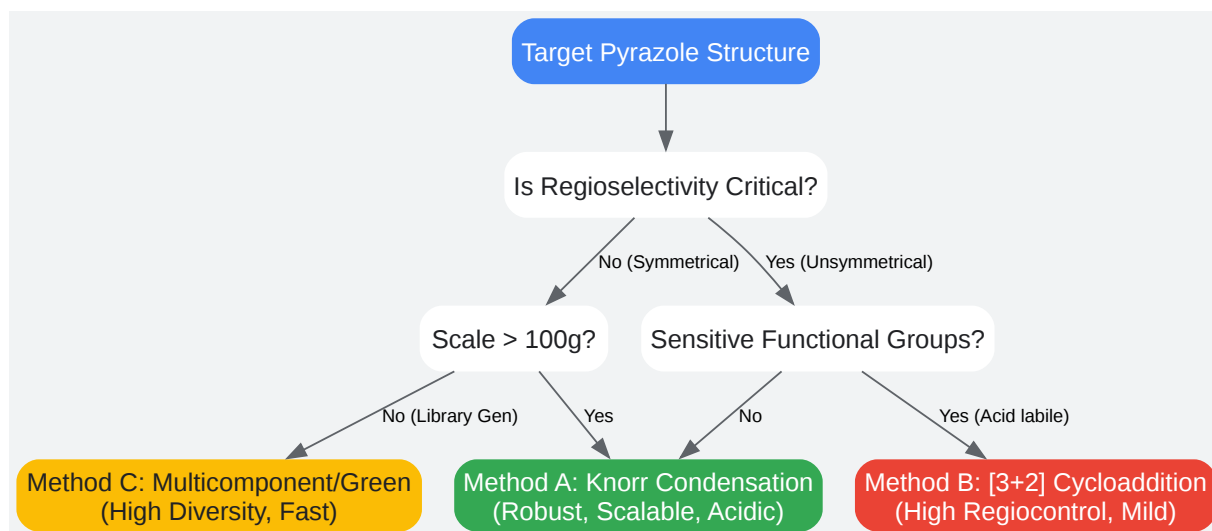 Target Pyrazole Structure
Is Regioselectivity Critical?
No (Symmetrical)
Yes (Unsymmetrical)
Scale > 100g?
Sensitive Functional Groups?
No (Library Gen)
Yes
No
Yes (Acid labile)
Method C: Multicomponent/Green
(High Diversity, Fast)
Method A: Knorr Condensation
(Robust, Scalable, Acidic)
Method B: [3+2] Cycloaddition
(High Regiocontrol, Mild)